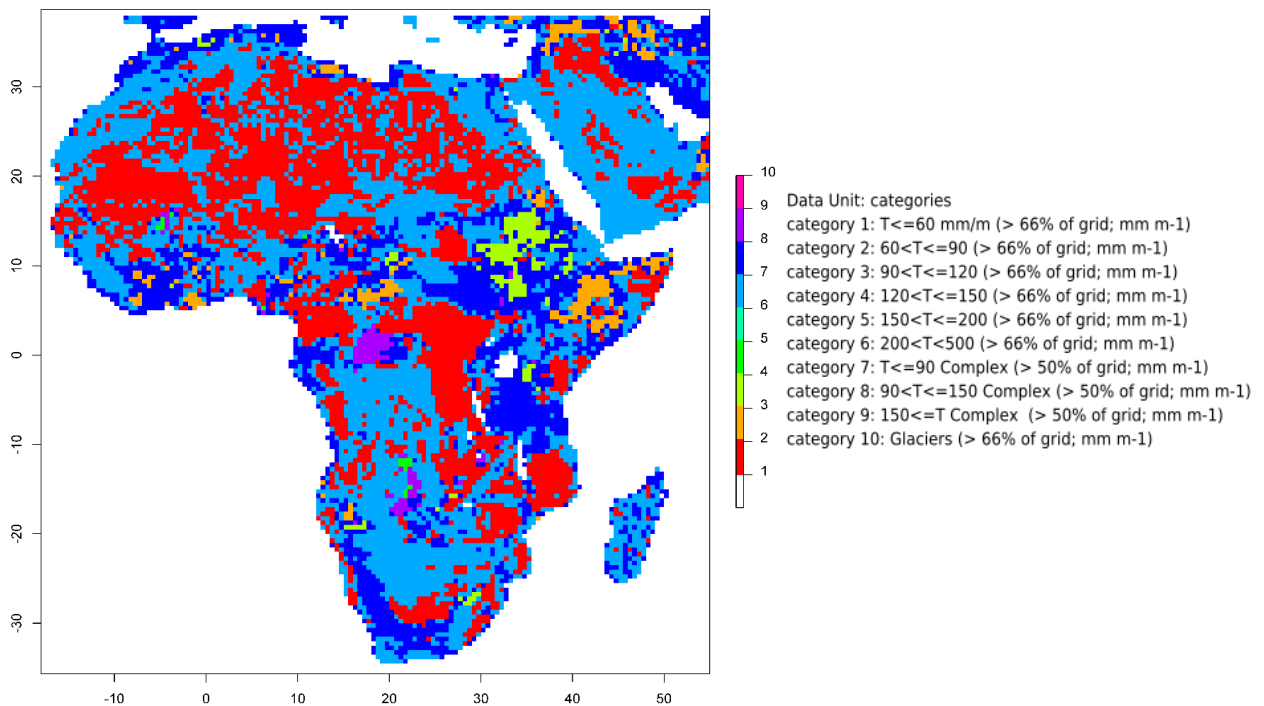 30
20
10
0
-10
-20
-30
-10
0
10
20
30
40
50
10
9
8
7
6
5
4
3
2
1
Data Unit: categories
category 1: T<=60 mm/m (> 66% of grid; mm m-1)
category 2: 60<T<=90 (> 66% of grid; mm m-1)
category 3: 90<T<=120 (> 66% of grid; mm m-1)
category 4: 120<T<=150 (> 66% of grid; mm m-1)
category 5: 150<T<=200 (> 66% of grid; mm m-1)
category 6: 200<T<500 (> 66% of grid; mm m-1)
category 7: T<=90 Complex (> 50% of grid; mm m-1)
category 8: 90<T<=150 Complex (> 50% of grid; mm m-1)
category 9: 150<=T Complex  (> 50% of grid; mm m-1)
category 10: Glaciers (> 66% of grid; mm m-1)